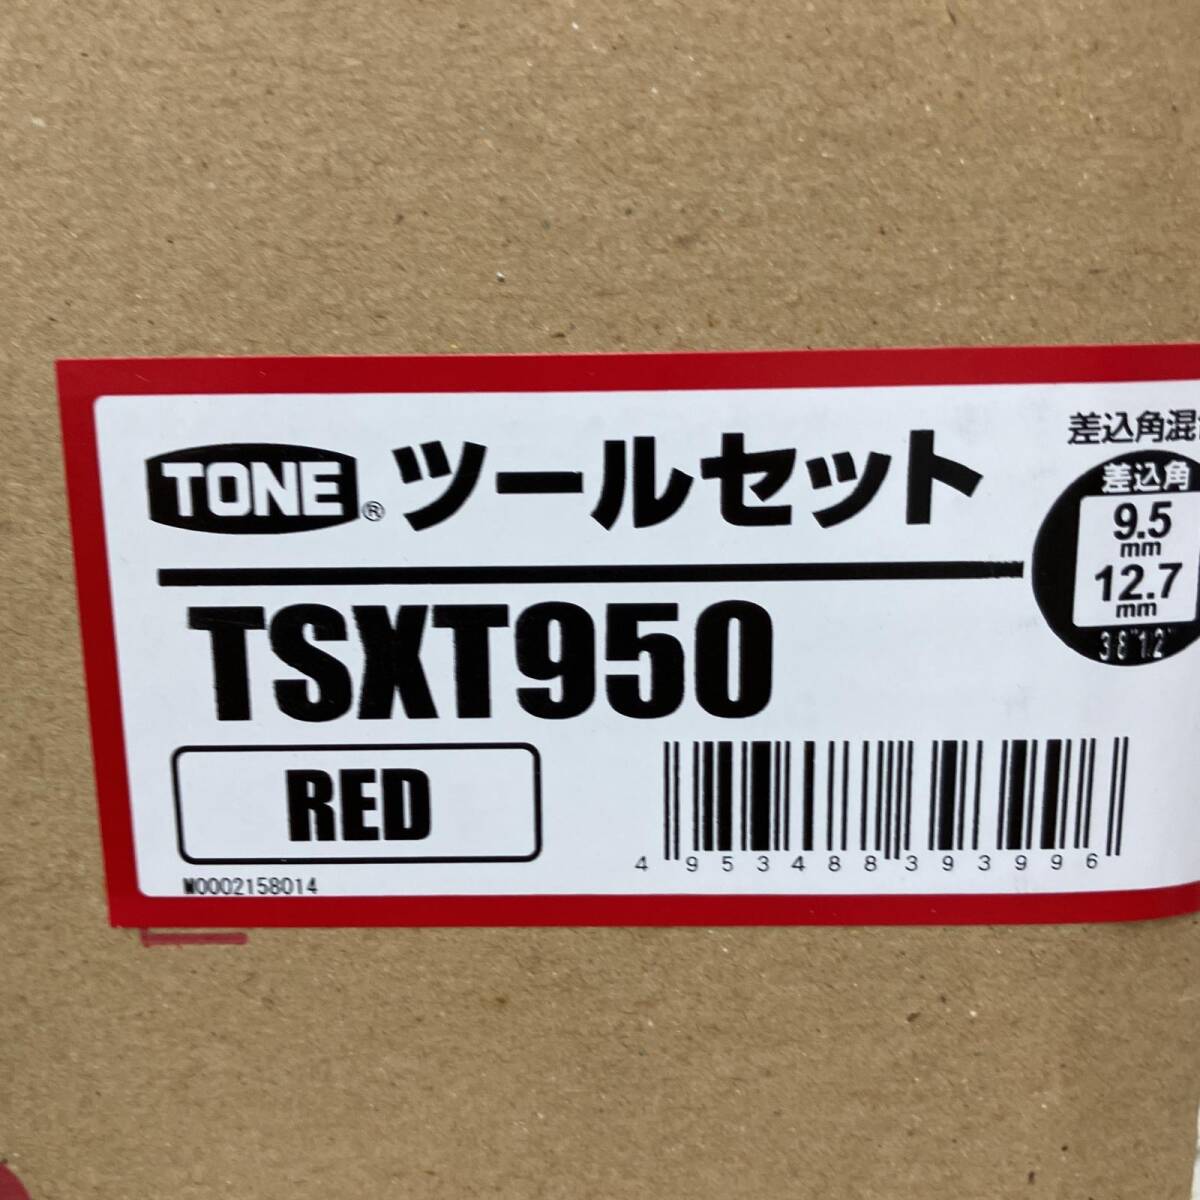 TONE® ツールセット
差込角混
差込角
9.5
mm
12.7
mm
3/8" 1/2"
TSXT950
RED
4 953488 393996
M0002158014